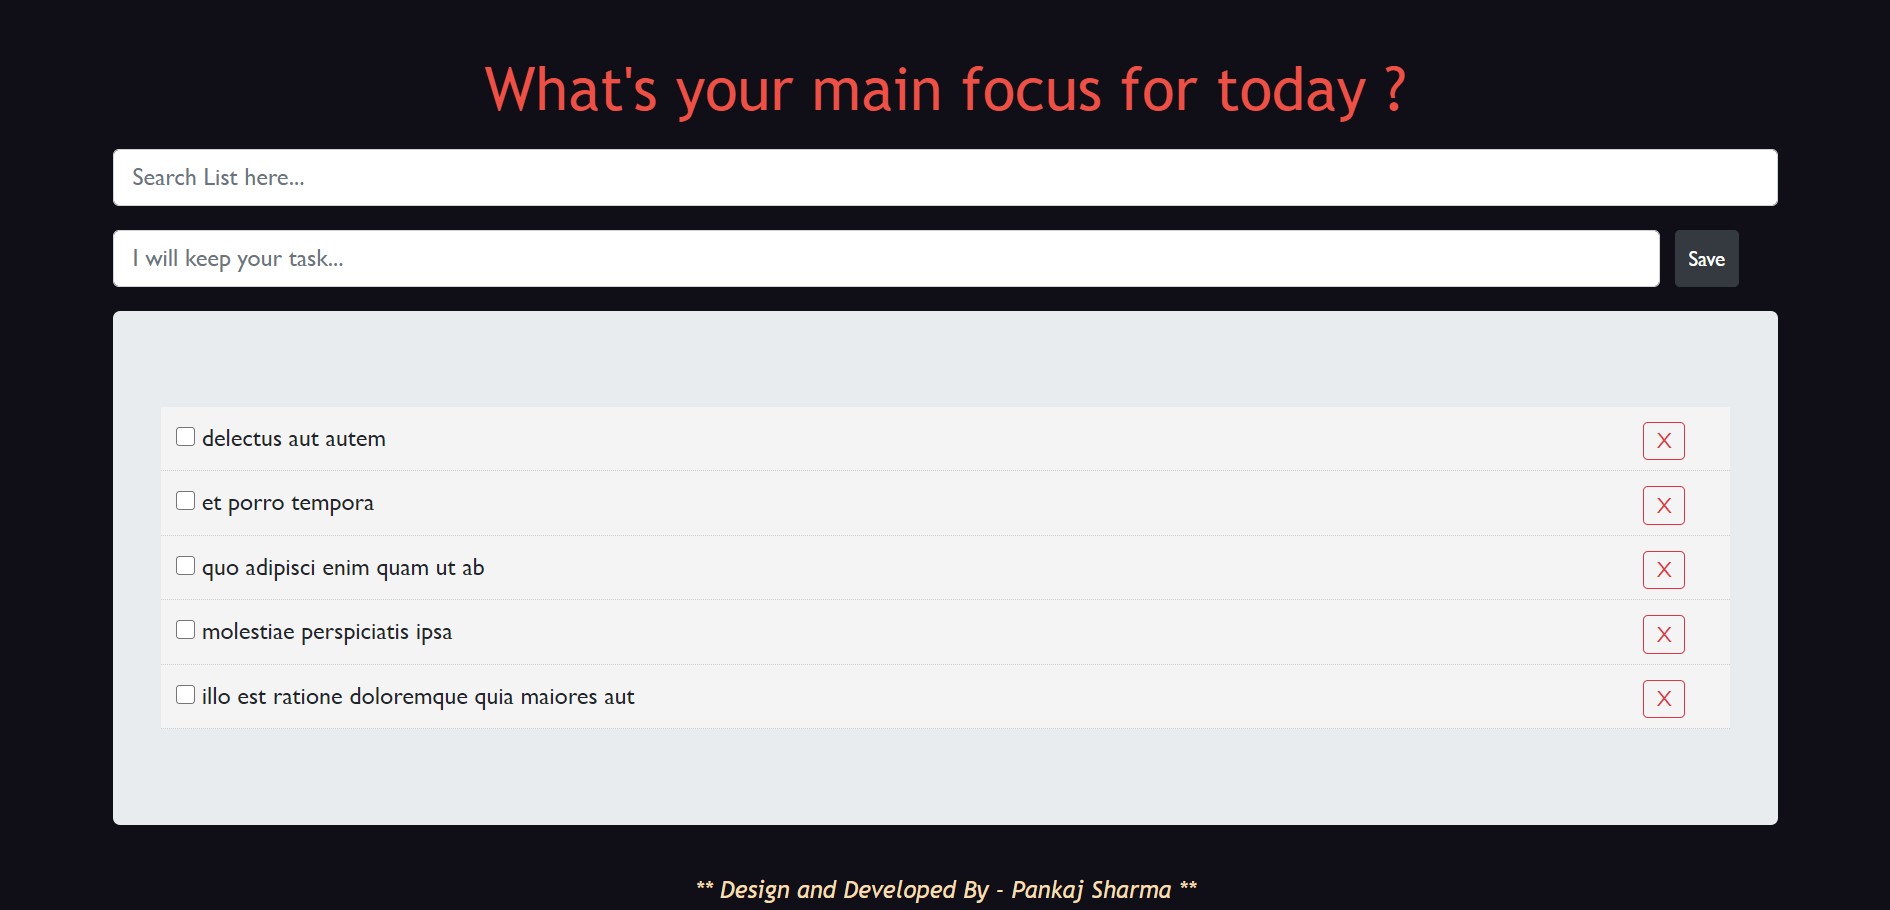 What's your main focus for today ?
Search List here...
I will keep your task...
Save
delectus aut autem
X
et porro tempora
X
quo adipisci enim quam ut ab
X
molestiae perspiciatis ipsa
X
illo est ratione doloremque quia maiores aut
X
** Design and Developed By - Pankaj Sharma **